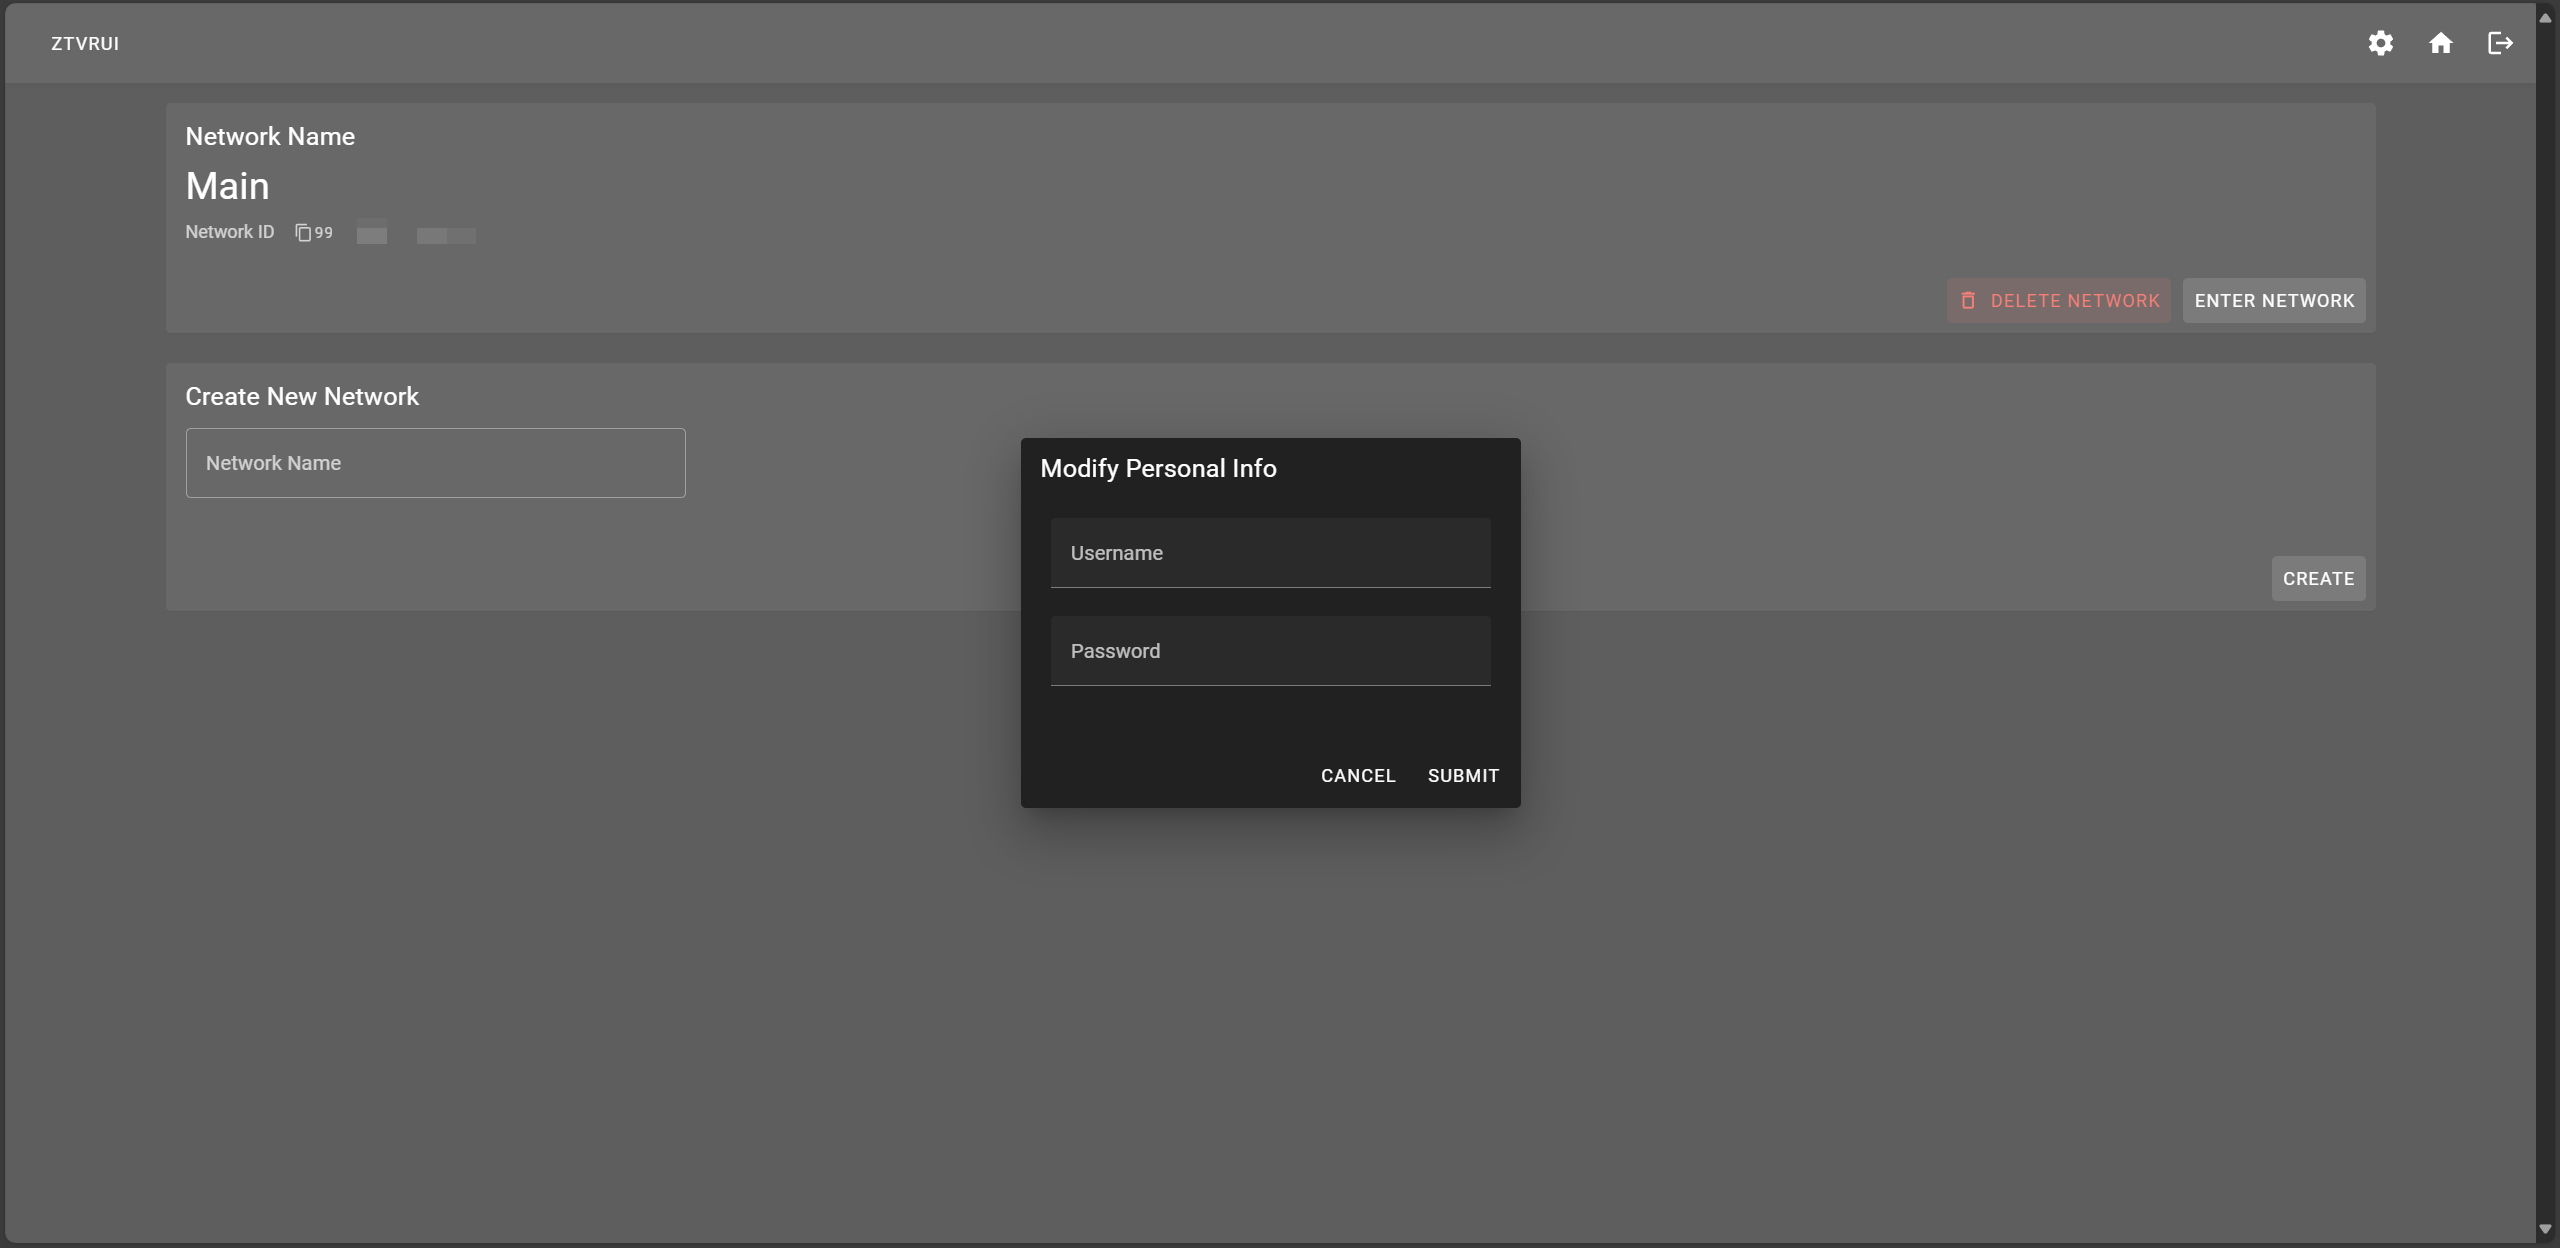 ZTVRUI
Network Name
Main
Network ID 99
DELETE NETWORK ENTER NETWORK
Create New Network
Network Name
CREATE
Modify Personal Info
Username
Password
CANCEL SUBMIT